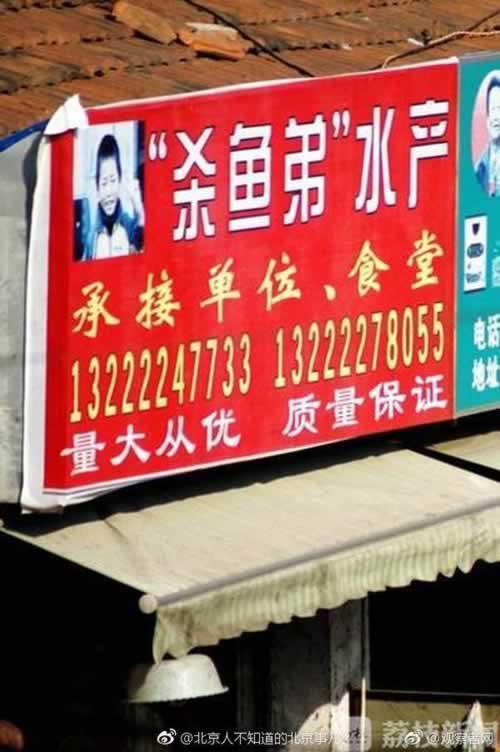 “杀鱼弟”水产
承接单位、食堂
13222247733 13222278055
量大从优 质量保证
电话
地址
荔枝新闻
@北京人不知道的北京事儿
@观察者网